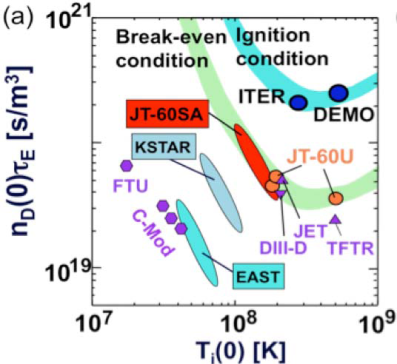 (a)
10²¹
Break-even condition
Ignition condition
ITER
DEMO
JT-60SA
KSTAR
JT-60U
FTU
C-Mod
JET
DIII-D
TFTR
EAST
10¹⁹
10⁷
10⁸
10⁹
n_D(0)τ_E [s/m³]
T_i(0) [K]